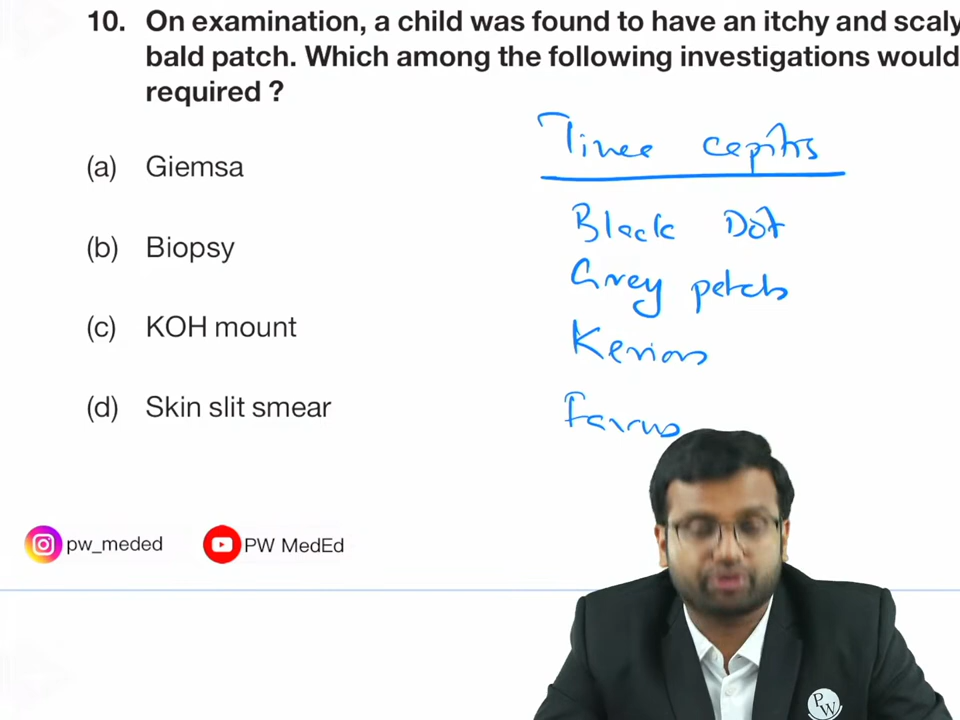 10. On examination, a child was found to have an itchy and scaly
bald patch. Which among the following investigations would
required ?
(a) Giemsa
(b) Biopsy
(c) KOH mount
(d) Skin slit smear
Tinea capitis
Black Dot
Grey patch
Kerion
Favus
pw_meded
PW MedEd
PW